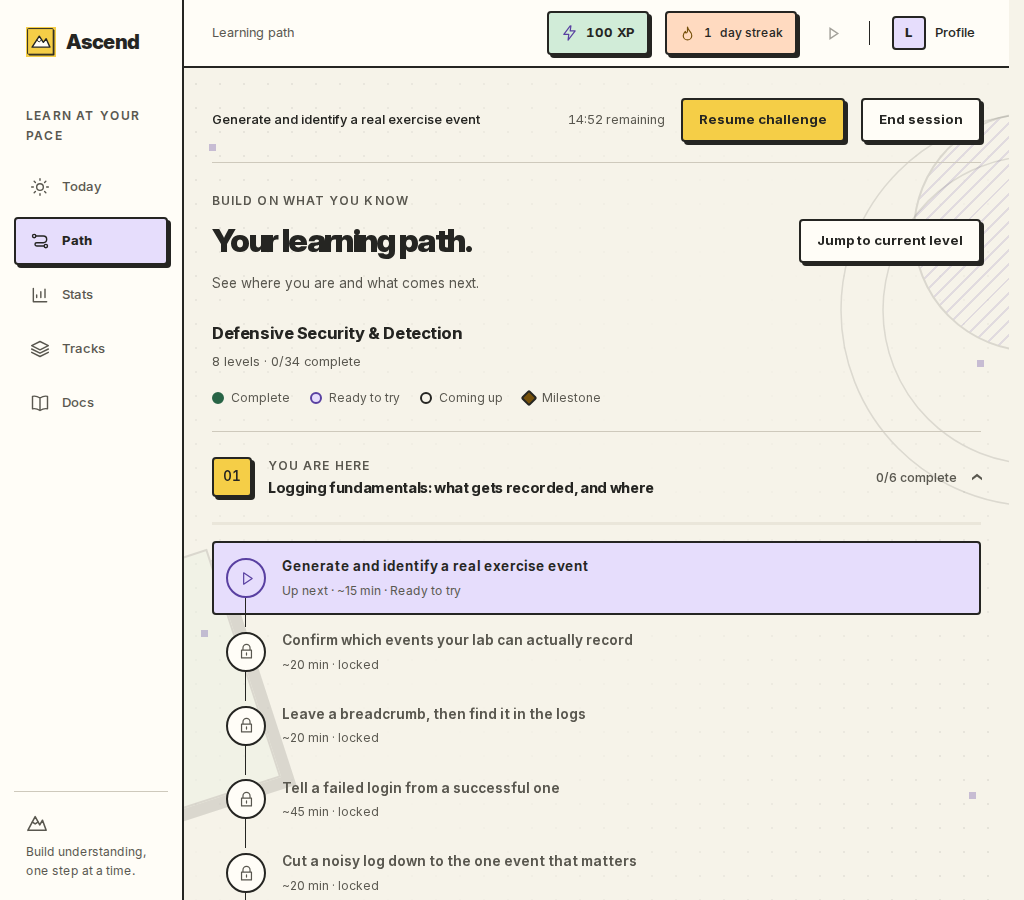 Ascend
LEARN AT YOUR
PACE
Today
Path
Stats
Tracks
Docs
Build understanding,
one step at a time.
Learning path
100 XP
1 day streak
L
Profile
Generate and identify a real exercise event
14:52 remaining
Resume challenge
End session
BUILD ON WHAT YOU KNOW
Your learning path.
See where you are and what comes next.
Jump to current level
Defensive Security & Detection
8 levels · 0/34 complete
Complete
Ready to try
Coming up
Milestone
01
YOU ARE HERE
Logging fundamentals: what gets recorded, and where
0/6 complete
Generate and identify a real exercise event
Up next · ~15 min · Ready to try
Confirm which events your lab can actually record
~20 min · locked
Leave a breadcrumb, then find it in the logs
~20 min · locked
Tell a failed login from a successful one
~45 min · locked
Cut a noisy log down to the one event that matters
~20 min · locked